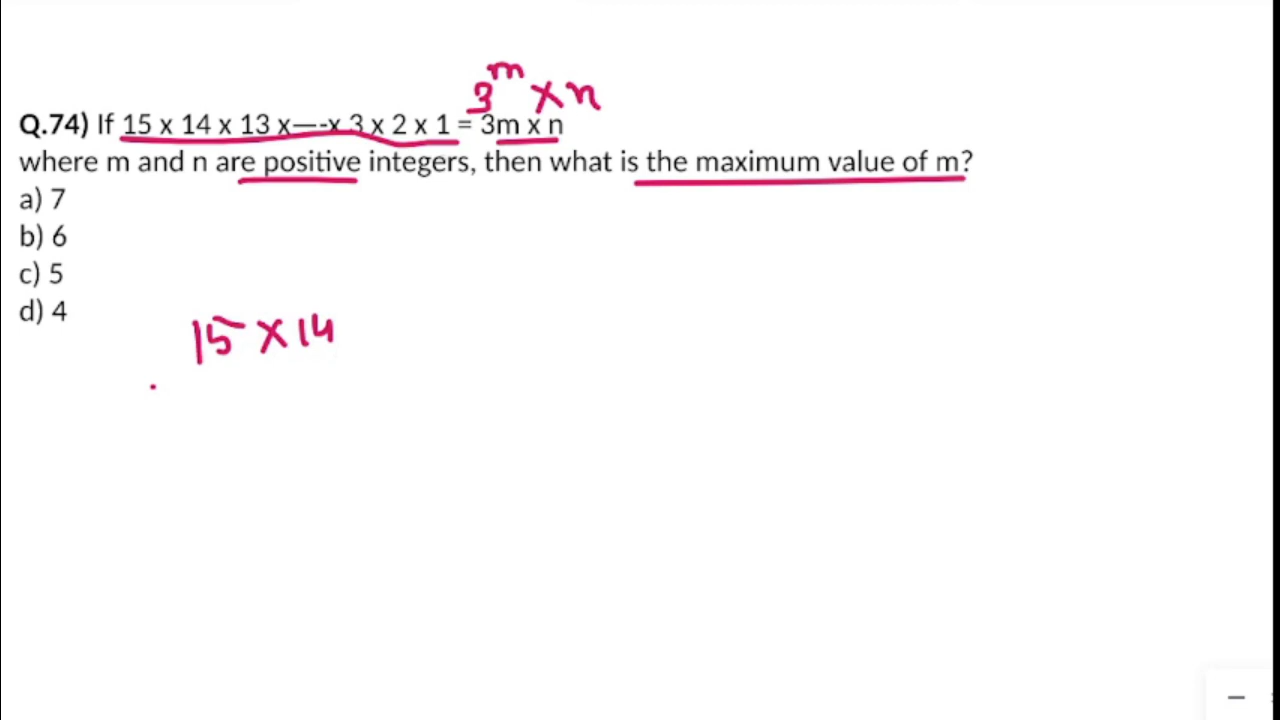 3^m x n
Q.74) If 15 x 14 x 13 x—-x 3 x 2 x 1 = 3m x n
where m and n are positive integers, then what is the maximum value of m?
a) 7
b) 6
c) 5
d) 4
15 x 14